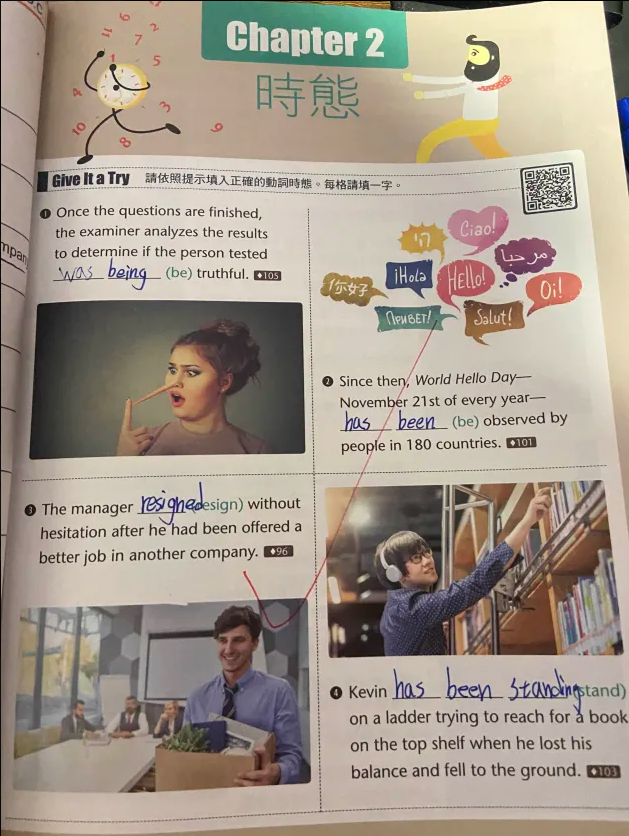 Chapter 2
時態
Give It a Try 請依照提示填入正確的動詞時態。每格請填一字。
❶ Once the questions are finished,
the examiner analyzes the results
to determine if the person tested
was being (be) truthful. ♦105
Ciao!
היי
مرحبا
你好
¡Hola
Hello!
Oi!
ПРИВЕТ!
Salut!
❷ Since then, World Hello Day—
November 21st of every year—
has been (be) observed by
people in 180 countries. ♦101
❸ The manager resigned esign) without
hesitation after he had been offered a
better job in another company. ♦96
❹ Kevin has been standing stand)
on a ladder trying to reach for a book
on the top shelf when he lost his
balance and fell to the ground. ♦103